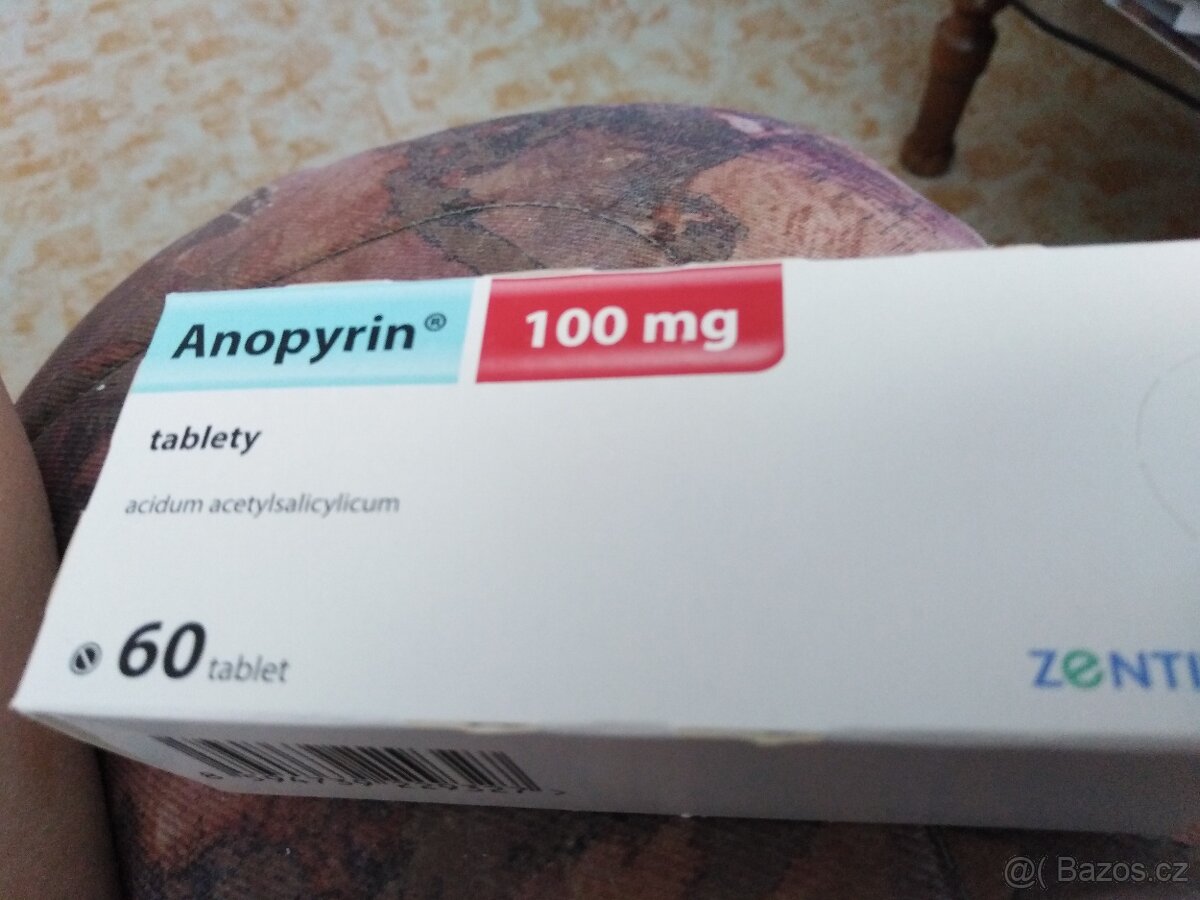 Anopyrin® 100 mg
tablety
acidum acetylsalicylicum
60 tablet
ZENTI
@( Bazos.cz